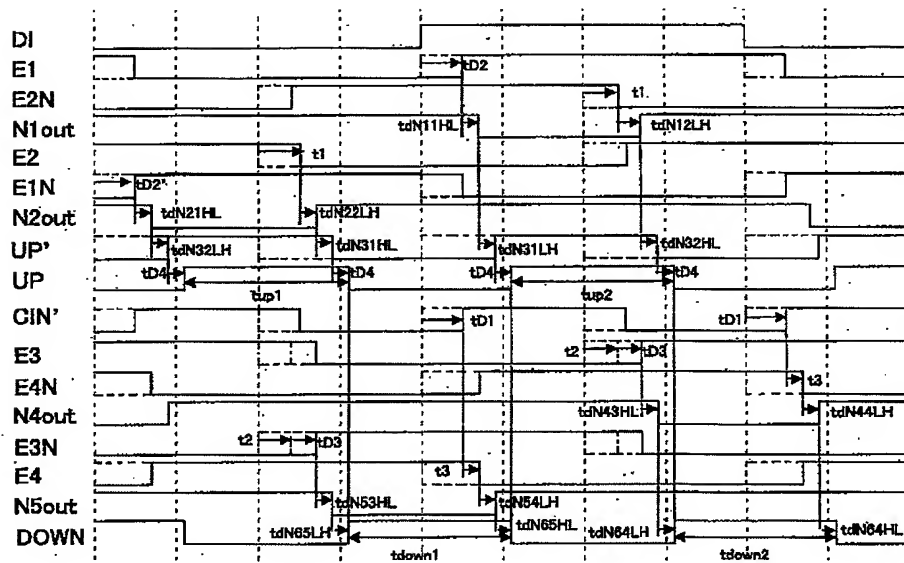 DI
E1 tD2
E2N t1.
N1out tdN11HL tdN12LH
E2 t1
E1N tD2'
N2out tdN21HL tdN22LH
UP' tdN32LH tdN31HL tdN31LH tdN32HL
UP tD4 tD4 tD4 tD4
tup1 tup2
CIN' tD1 tD1
E3 t2 tD3
E4N t3
N4out tdN43HL tdN44LH
E3N t2 tD3
E4 t3
N5out tdN53HL tdN54LH
DOWN tdN65LH tdN65HL tdN64LH tdN64HL
tdown1 tdown2